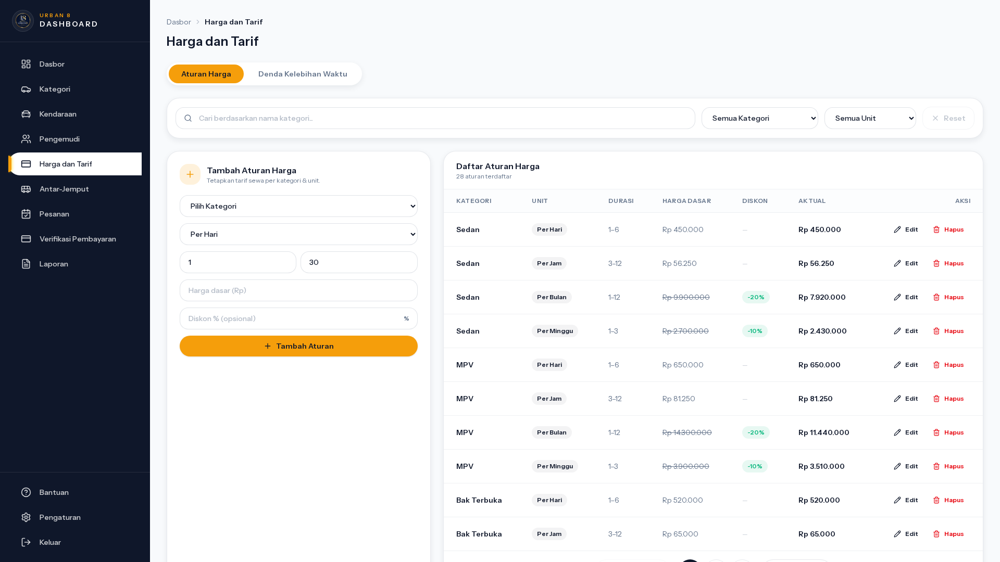 URBAN 8
DASHBOARD
Dasbor
Kategori
Kendaraan
Pengemudi
Harga dan Tarif
Antar-Jemput
Pesanan
Verifikasi Pembayaran
Laporan
Bantuan
Pengaturan
Keluar
Dasbor > Harga dan Tarif
Harga dan Tarif
Aturan Harga Denda Kelebihan Waktu
Cari berdasarkan nama kategori... Semua Kategori Semua Unit Reset
Tambah Aturan Harga
Tetapkan tarif sewa per kategori & unit.
Pilih Kategori
Per Hari
1 30
Harga dasar (Rp)
Diskon % (opsional) %
Tambah Aturan
Daftar Aturan Harga
28 aturan terdaftar
KATEGORI UNIT DURASI HARGA DASAR DISKON AKTUAL AKSI
Sedan Per Hari 1–6 Rp 450.000 — Rp 450.000 Edit Hapus
Sedan Per Jam 3–12 Rp 56.250 — Rp 56.250 Edit Hapus
Sedan Per Bulan 1–12 Rp 9.900.000 -20% Rp 7.920.000 Edit Hapus
Sedan Per Minggu 1–3 Rp 2.700.000 -10% Rp 2.430.000 Edit Hapus
MPV Per Hari 1–6 Rp 650.000 — Rp 650.000 Edit Hapus
MPV Per Jam 3–12 Rp 81.250 — Rp 81.250 Edit Hapus
MPV Per Bulan 1–12 Rp 14.300.000 -20% Rp 11.440.000 Edit Hapus
MPV Per Minggu 1–3 Rp 3.900.000 -10% Rp 3.510.000 Edit Hapus
Bak Terbuka Per Hari 1–6 Rp 520.000 — Rp 520.000 Edit Hapus
Bak Terbuka Per Jam 3–12 Rp 65.000 — Rp 65.000 Edit Hapus